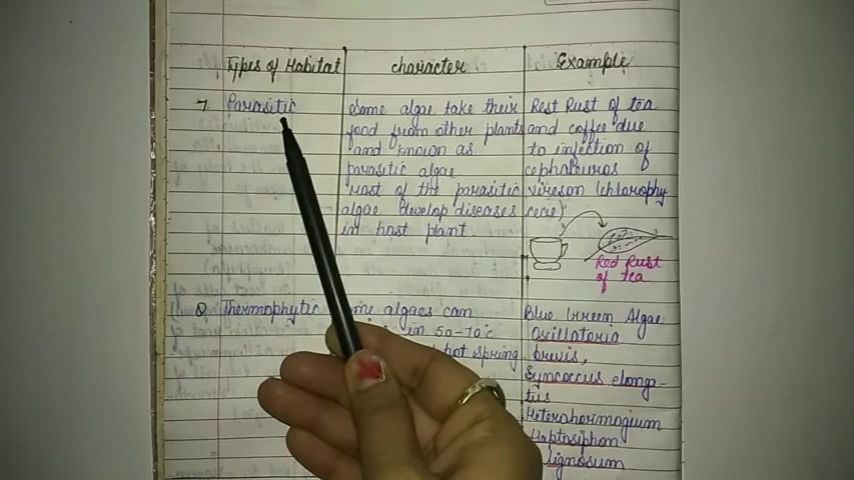 Types of Habitat character Example
7. Parasitic
Some algae take their
food from other plants
and known as
parasitic algae
Most of the parasitic
algae Develop diseases
in host plant
Rest Rust of tea
and coffee due
to infection of
cephaleuros
vireson (chlorophy
ceae)
Red Rust
of tea
8. Thermophytic
algaes can
in 50-70°c
hot spring
Blue Green Algae
Oscillatoria
brevis,
Syncoccus elonga-
tus
Heterohormogium
Haptosiphon
lignosum